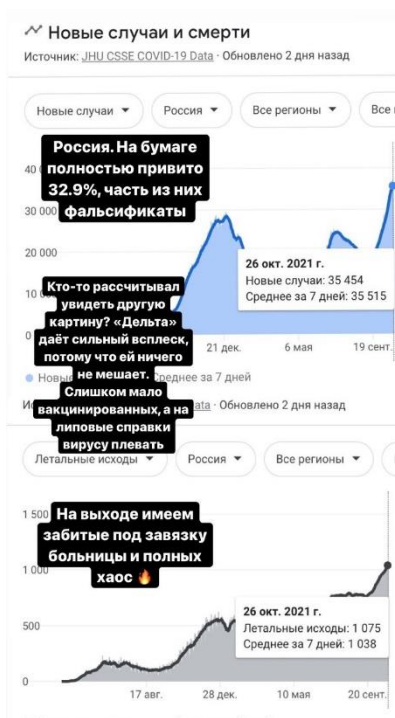 Новые случаи и смерти
Источник: JHU CSSE COVID-19 Data · Обновлено 2 дня назад
Новые случаи
Россия
Все регионы
Все
Россия. На бумаге
полностью привито
32.9%, часть из них
фальсификаты
40
30 000
20 000
10
0
26 окт. 2021 г.
Новые случаи: 35 454
Среднее за 7 дней: 35 515
Кто-то рассчитывал
увидеть другую
картину? «Дельта»
даёт сильный всплеск,
потому что ей ничего
не мешает.
Слишком мало
вакцинированных, а на
липовые справки
вирусу плевать
21 дек.
6 мая
19 сент.
Новы
Среднее за 7 дней
ata · Обновлено 2 дня назад
Летальные исходы
Россия
Все регионы
На выходе имеем
забитые под завязку
больницы и полных
хаос 🔥
1 500
1 000
500
0
26 окт. 2021 г.
Летальные исходы: 1 075
Среднее за 7 дней: 1 038
17 авг.
28 дек.
10 мая
20 сент.